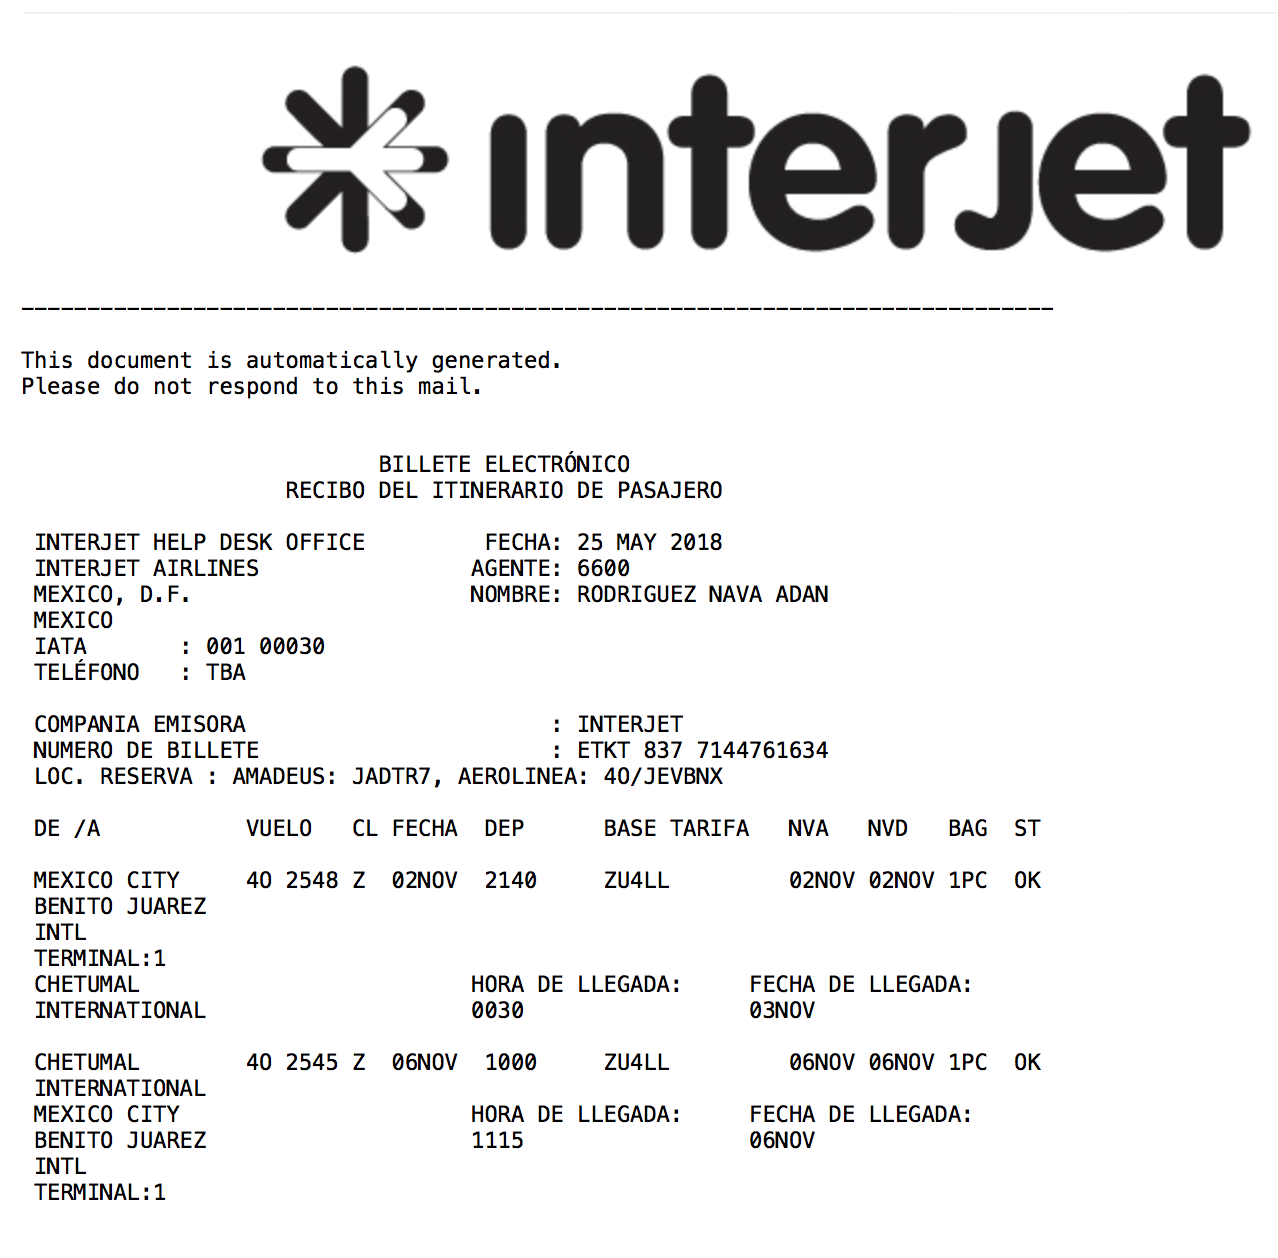 interjet
------------------------------------------------------------------------------
This document is automatically generated.
Please do not respond to this mail.
BILLETE ELECTRÓNICO
RECIBO DEL ITINERARIO DE PASAJERO
INTERJET HELP DESK OFFICE FECHA: 25 MAY 2018
INTERJET AIRLINES AGENTE: 6600
MEXICO, D.F. NOMBRE: RODRIGUEZ NAVA ADAN
MEXICO
IATA : 001 00030
TELÉFONO : TBA
COMPANIA EMISORA : INTERJET
NUMERO DE BILLETE : ETKT 837 7144761634
LOC. RESERVA : AMADEUS: JADTR7, AEROLINEA: 4O/JEVBNX
DE /A VUELO CL FECHA DEP BASE TARIFA NVA NVD BAG ST
MEXICO CITY 4O 2548 Z 02NOV 2140 ZU4LL 02NOV 02NOV 1PC OK
BENITO JUAREZ
INTL
TERMINAL:1
CHETUMAL HORA DE LLEGADA: FECHA DE LLEGADA:
INTERNATIONAL 0030 03NOV
CHETUMAL 4O 2545 Z 06NOV 1000 ZU4LL 06NOV 06NOV 1PC OK
INTERNATIONAL
MEXICO CITY HORA DE LLEGADA: FECHA DE LLEGADA:
BENITO JUAREZ 1115 06NOV
INTL
TERMINAL:1